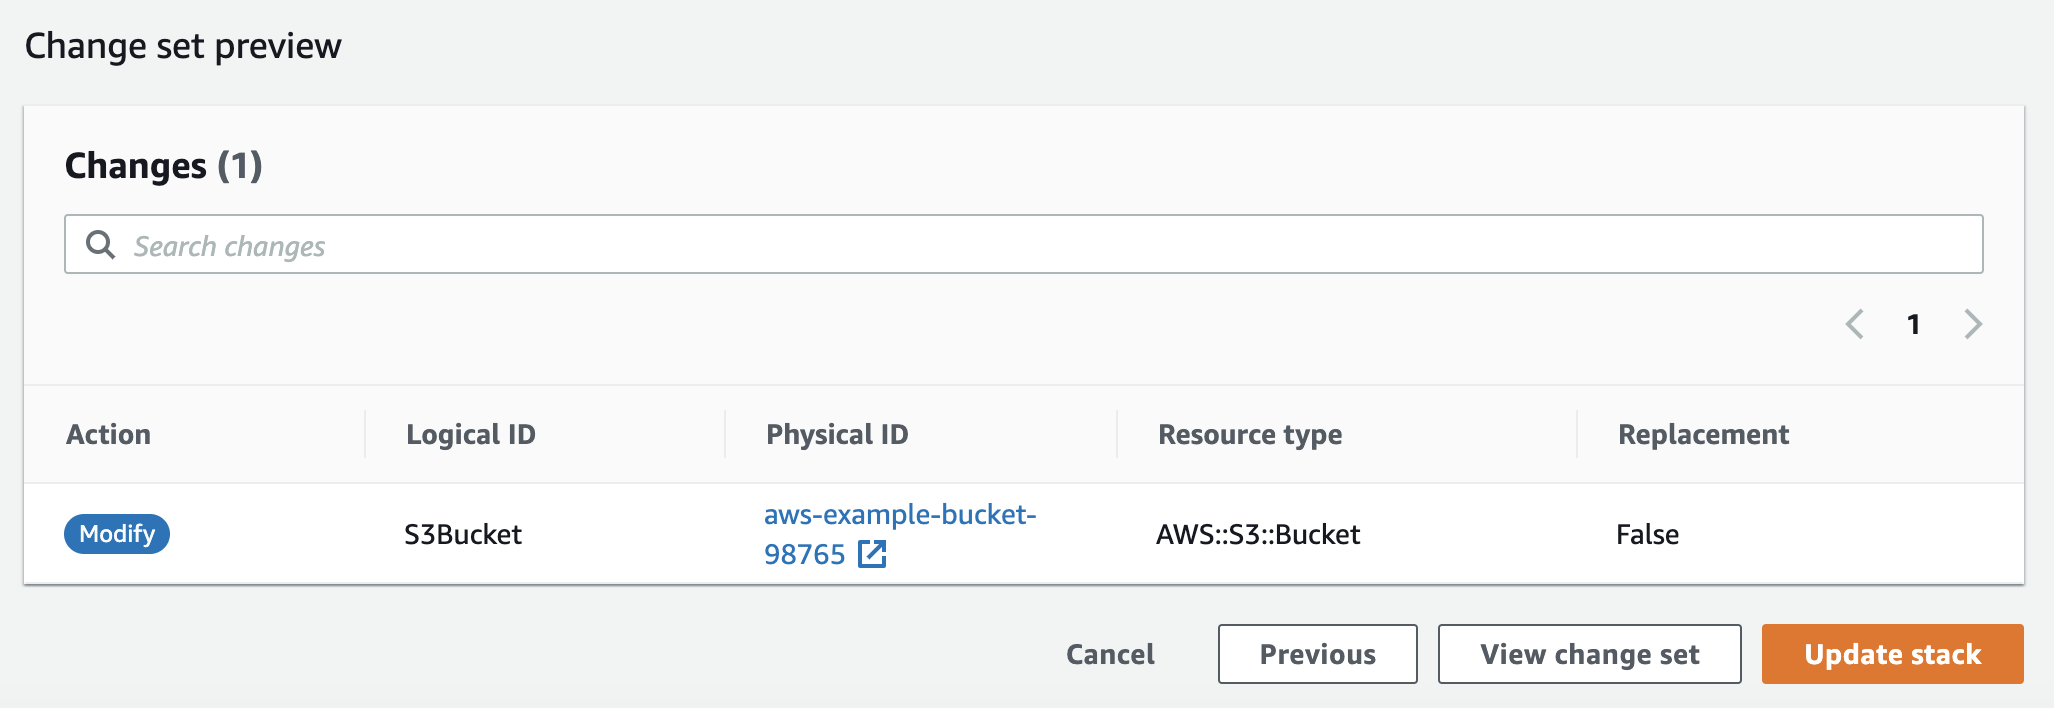 Change set preview
Changes (1)
Search changes
1
Action Logical ID Physical ID Resource type Replacement
Modify S3Bucket aws-example-bucket- AWS::S3::Bucket False
98765
Cancel Previous View change set Update stack